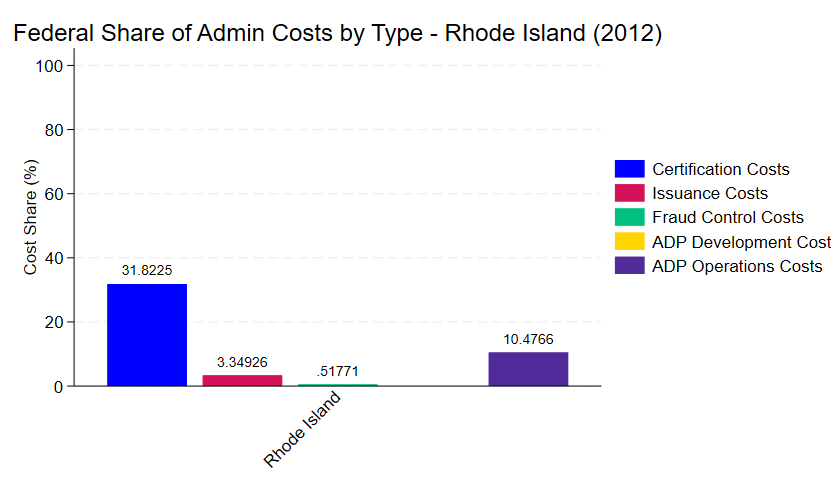 Federal Share of Admin Costs by Type - Rhode Island (2012)
Cost Share (%)
100
80
60
40
20
0
31.8225
3.34926
.51771
10.4766
Rhode Island
Certification Costs
Issuance Costs
Fraud Control Costs
ADP Development Cost
ADP Operations Costs